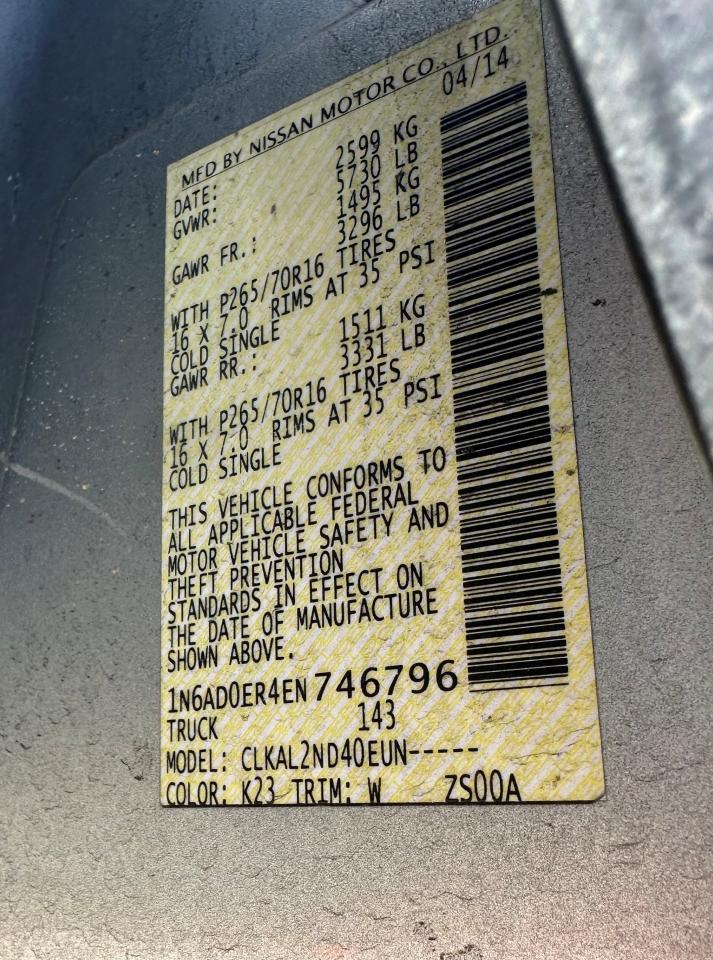 MFD BY NISSAN MOTOR CO., LTD.
DATE: 04/14
GVWR: 2599 KG
5730 LB
GAWR FR.: 1495 KG
3296 LB
WITH P265/70R16 TIRES
16 X 7.0 RIMS AT 35 PSI
COLD SINGLE
GAWR RR.: 1511 KG
3331 LB
WITH P265/70R16 TIRES
16 X 7.0 RIMS AT 35 PSI
COLD SINGLE
THIS VEHICLE CONFORMS TO
ALL APPLICABLE FEDERAL
MOTOR VEHICLE SAFETY AND
THEFT PREVENTION
STANDARDS IN EFFECT ON
THE DATE OF MANUFACTURE
SHOWN ABOVE.
1N6AD0ER4EN746796
TRUCK 143
MODEL: CLKAL2ND40EUN-----
COLOR: K23 TRIM: W ZS00A